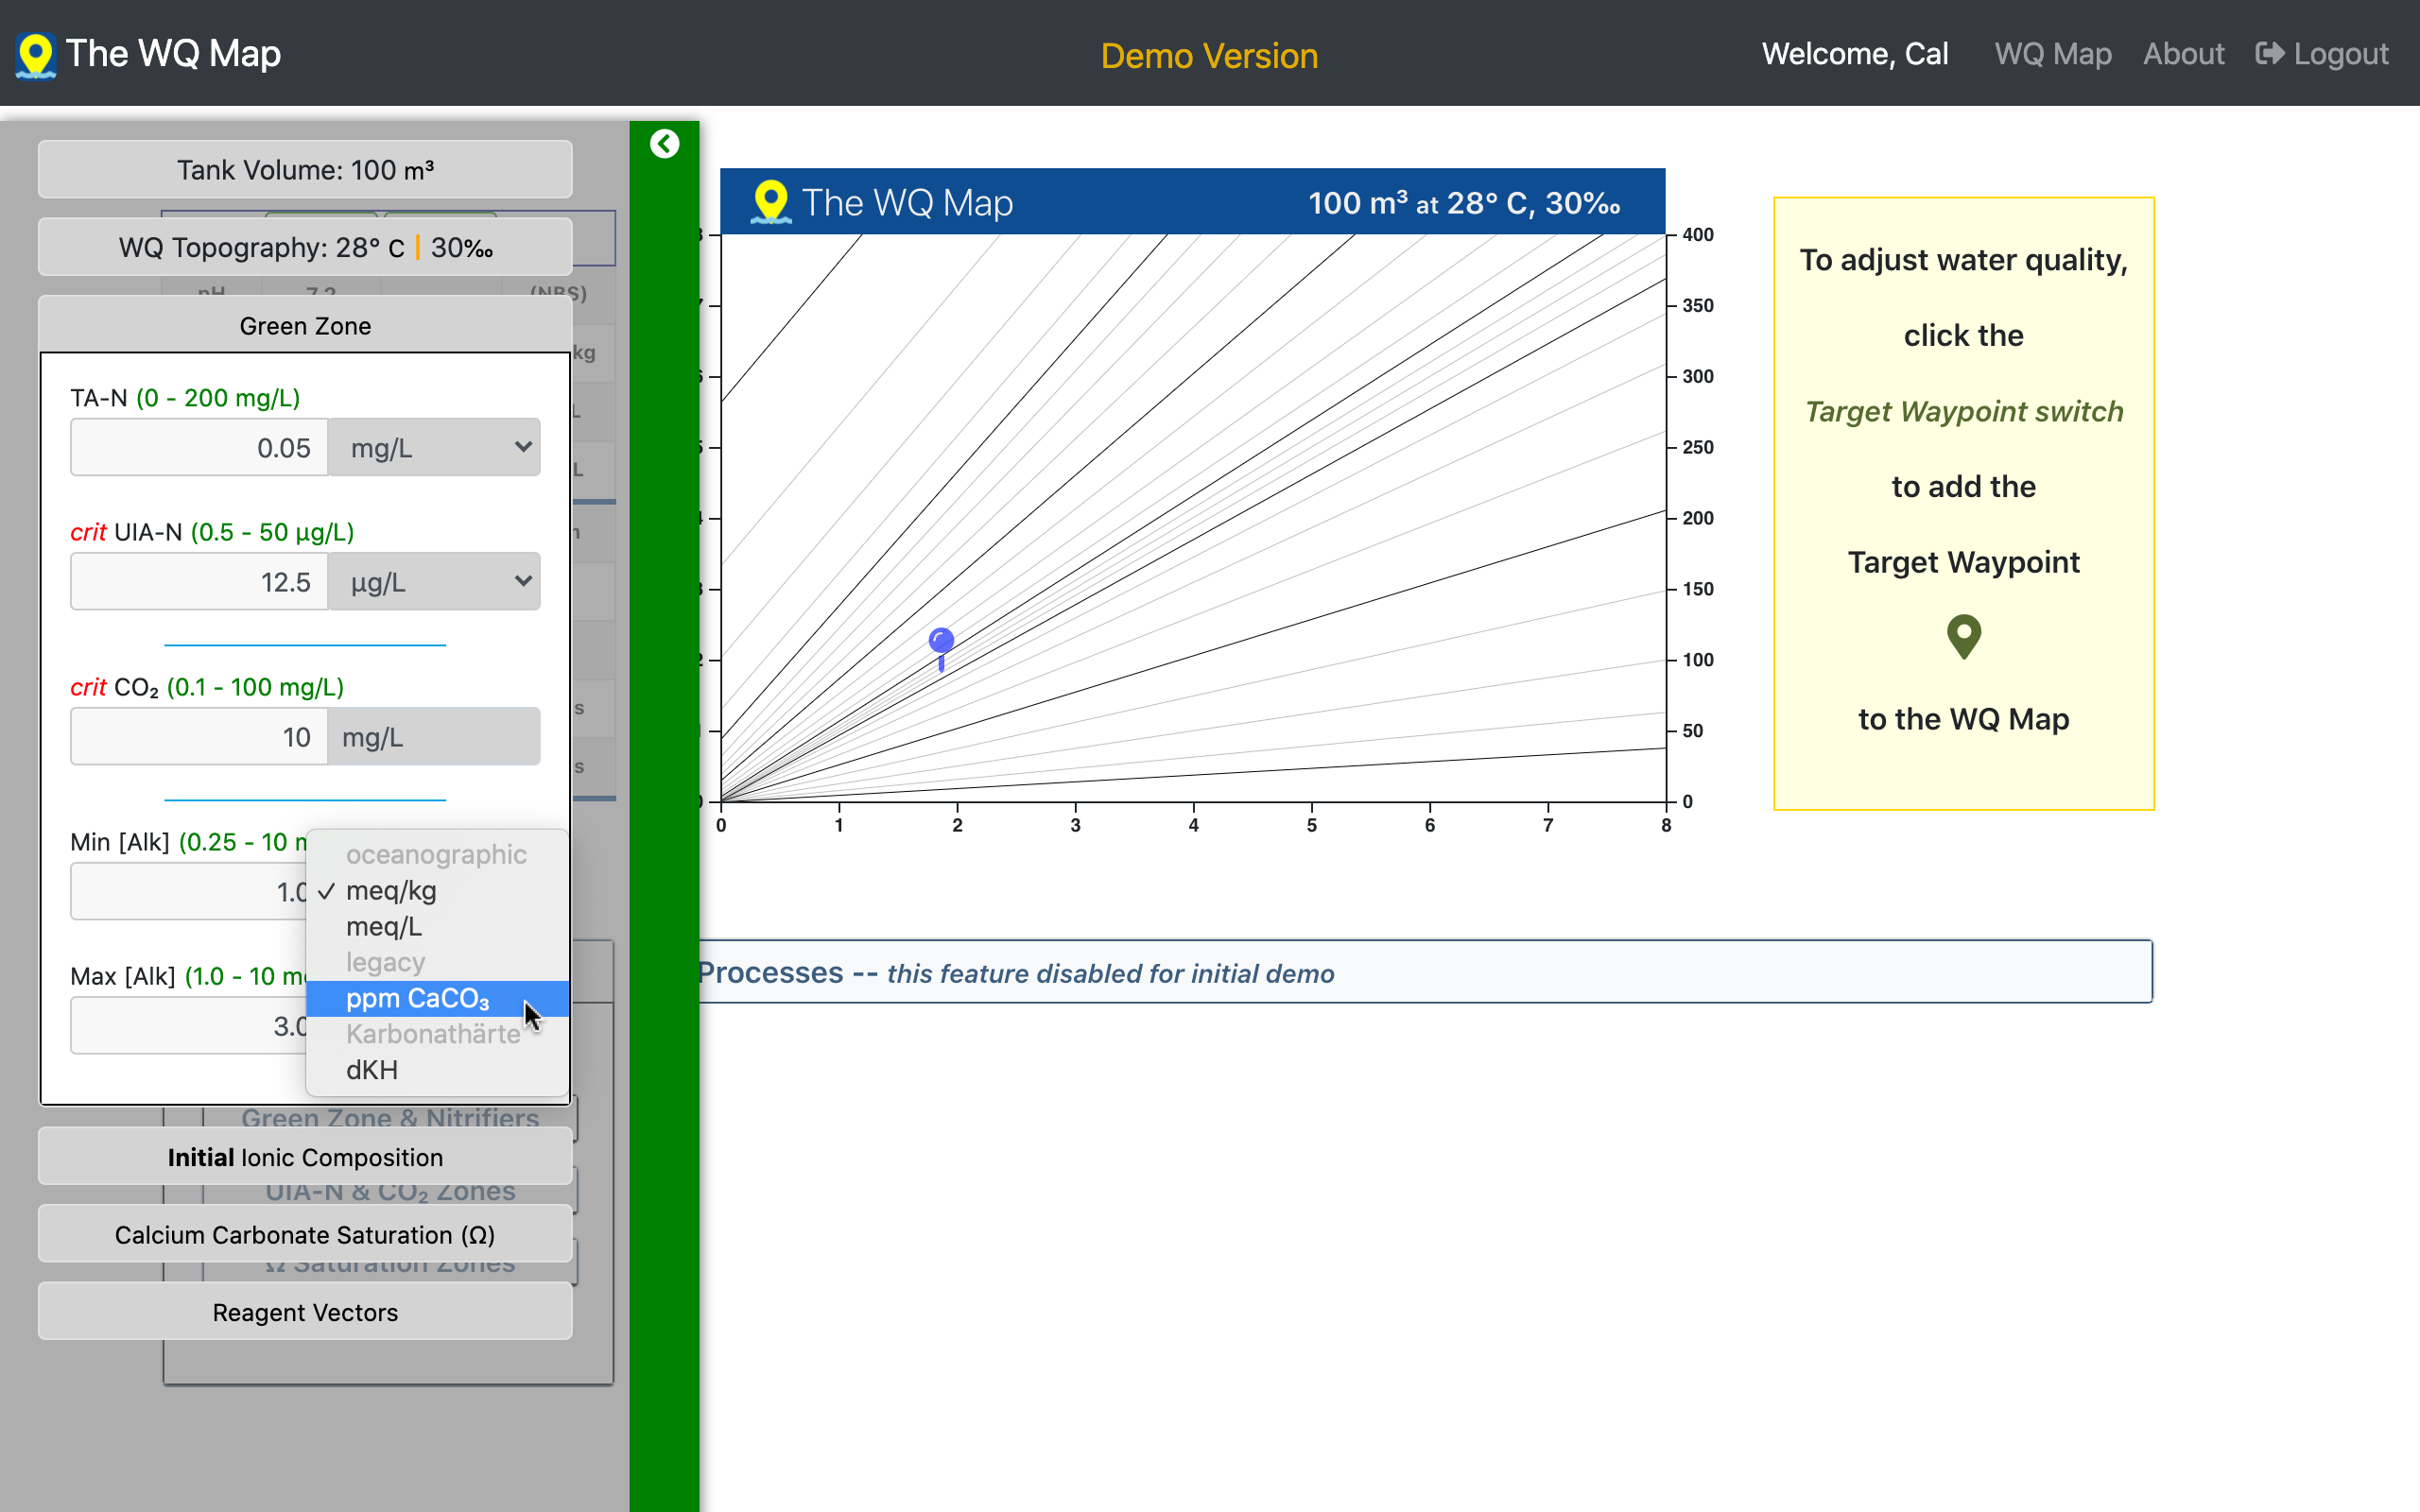 The WQ Map
Demo Version
Welcome, Cal
WQ Map
About
Logout
Tank Volume: 100 m³
WQ Topography: 28° C | 30‰
pH 7.2 (NBS)
Green Zone
kg
TA-N (0 - 200 mg/L)
0.05 mg/L
L
crit UIA-N (0.5 - 50 µg/L)
12.5 µg/L
L
crit CO₂ (0.1 - 100 mg/L)
10 mg/L
s
s
Min [Alk] (0.25 - 10
1.0
Max [Alk] (1.0 - 10
3.0
oceanographic
✓ meq/kg
meq/L
legacy
ppm CaCO₃
Karbonathärte
dKH
Green Zone & Nitrifiers
Initial Ionic Composition
UIA-N & CO₂ Zones
Calcium Carbonate Saturation (Ω)
Ω Saturation Zones
Reagent Vectors
The WQ Map
100 m³ at 28° C, 30‰
400
350
300
250
200
150
100
50
0
0 1 2 3 4 5 6 7 8
To adjust water quality,
click the
Target Waypoint switch
to add the
Target Waypoint
to the WQ Map
Processes -- this feature disabled for initial demo